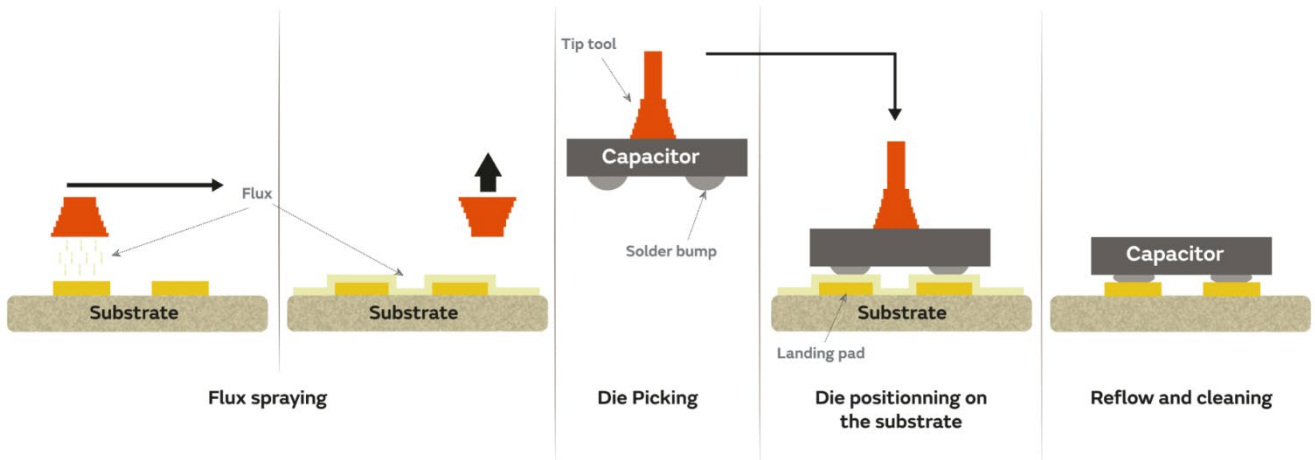 Tip tool
Capacitor
Flux
Solder bump
Capacitor
Substrate
Substrate
Substrate
Landing pad
Flux spraying
Die Picking
Die positionning on
the substrate
Reflow and cleaning